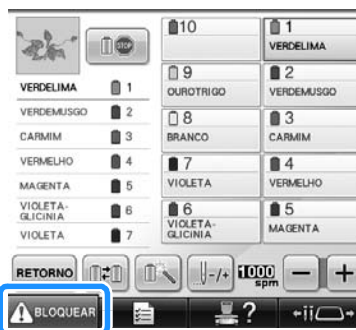 VERDELIMA 1
VERDEMUSGO 2
CARMIM 3
VERMELHO 4
MAGENTA 5
VIOLETA-
GLICINIA 6
VIOLETA 7
10
1
VERDELIMA
9
OUROTRIGO
2
VERDEMUSGO
8
BRANCO
3
CARMIM
7
VIOLETA
4
VERMELHO
6
VIOLETA-
GLICINIA
5
MAGENTA
RETORNO
-/+
1000
spm
- +
BLOQUEAR
?